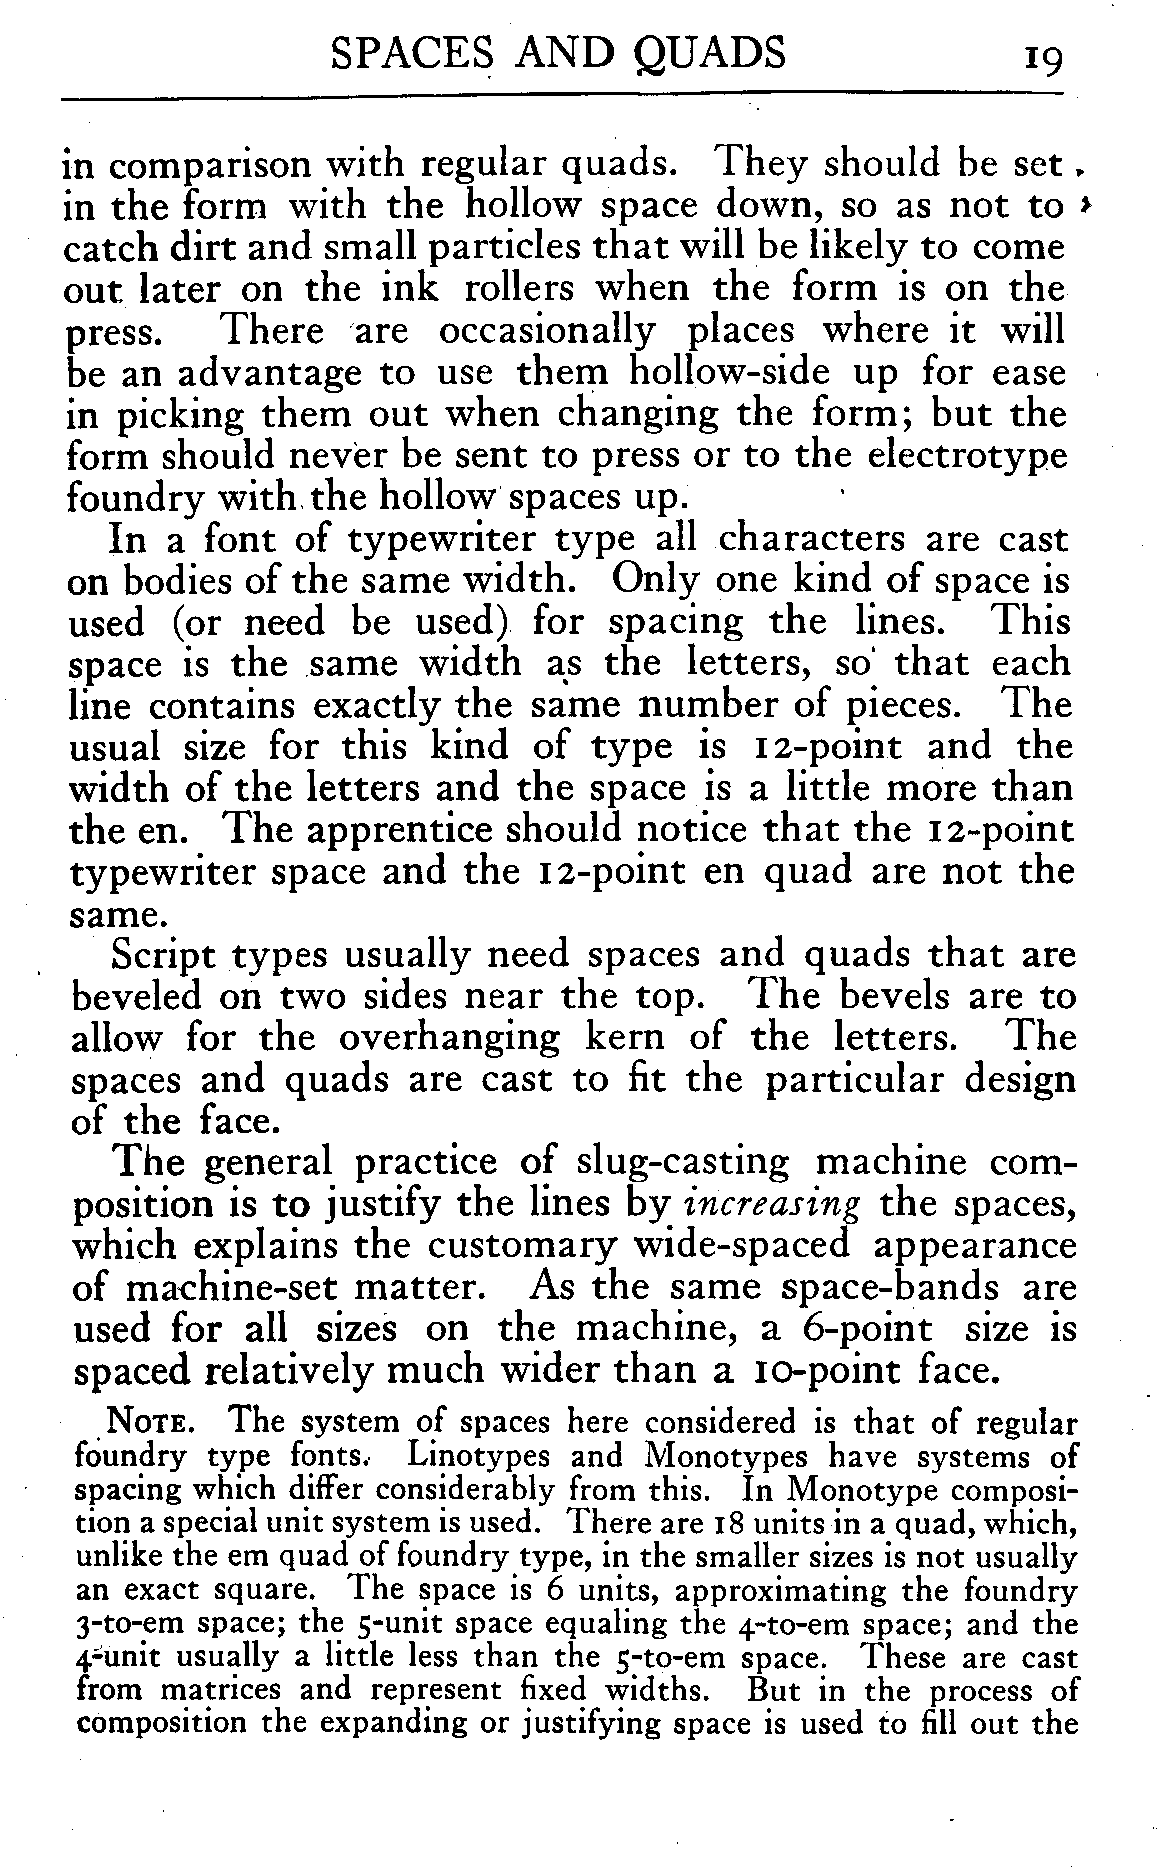 SPACES AND QUADS 19
in comparison with regular quads. They should be set
in the form with the hollow space down, so as not to
catch dirt and small particles that will be likely to come
out later on the ink rollers when the form is on the
press. There are occasionally places where it will
be an advantage to use them hollow-side up for ease
in picking them out when changing the form; but the
form should never be sent to press or to the electrotype
foundry with the hollow spaces up.
In a font of typewriter type all characters are cast
on bodies of the same width. Only one kind of space is
used (or need be used) for spacing the lines. This
space is the same width as the letters, so that each
line contains exactly the same number of pieces. The
usual size for this kind of type is 12-point and the
width of the letters and the space is a little more than
the en. The apprentice should notice that the 12-point
typewriter space and the 12-point en quad are not the
same.
Script types usually need spaces and quads that are
beveled on two sides near the top. The bevels are to
allow for the overhanging kern of the letters. The
spaces and quads are cast to fit the particular design
of the face.
The general practice of slug-casting machine com-
position is to justify the lines by increasing the spaces,
which explains the customary wide-spaced appearance
of machine-set matter. As the same space-bands are
used for all sizes on the machine, a 6-point size is
spaced relatively much wider than a 10-point face.
NOTE. The system of spaces here considered is that of regular
foundry type fonts. Linotypes and Monotypes have systems of
spacing which differ considerably from this. In Monotype composi-
tion a special unit system is used. There are 18 units in a quad, which,
unlike the em quad of foundry type, in the smaller sizes is not usually
an exact square. The space is 6 units, approximating the foundry
3-to-em space; the 5-unit space equaling the 4-to-em space; and the
4-unit usually a little less than the 5-to-em space. These are cast
from matrices and represent fixed widths. But in the process of
composition the expanding or justifying space is used to fill out the